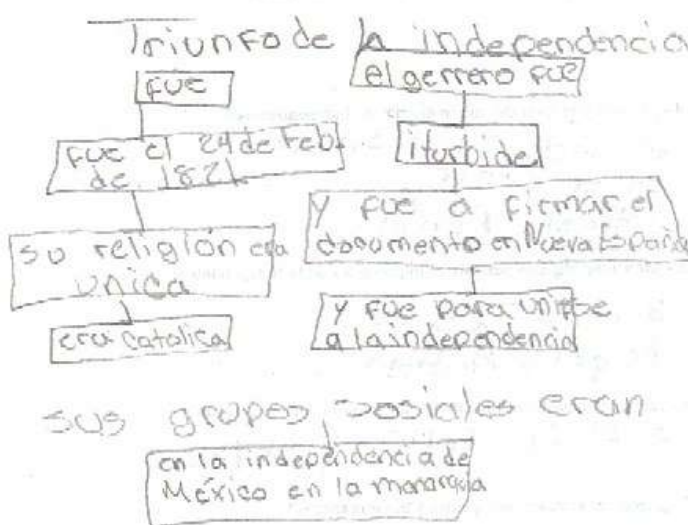 Triunfo de la independencia
fue
fue el 24 de Feb.
de 1821
su religión era
unica
era catolica
el gerrero fue
iturbide
y fue a firmar el
documento en Nueva España
y fue para unirse
a la independencia
sus grupos sosiales eran
en la independencia de
México en la monarquia